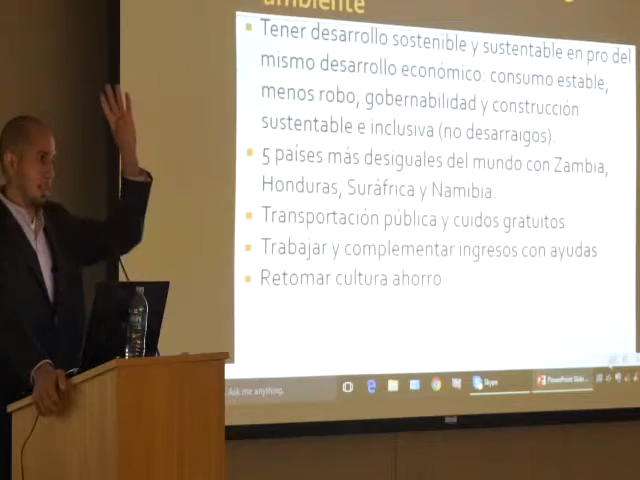 ambiente
Tener desarrollo sostenible y sustentable en pro del
mismo desarrollo económico: consumo estable,
menos robo, gobernabilidad y construcción
sustentable e inclusiva (no desarraigos).
5 países más desiguales del mundo con Zambia,
Honduras, Suráfrica y Namibia.
Transportación pública y cuidos gratuitos
Trabajar y complementar ingresos con ayudas
Retomar cultura ahorro
Ask me anything.
Skype
PowerPoint Slide...